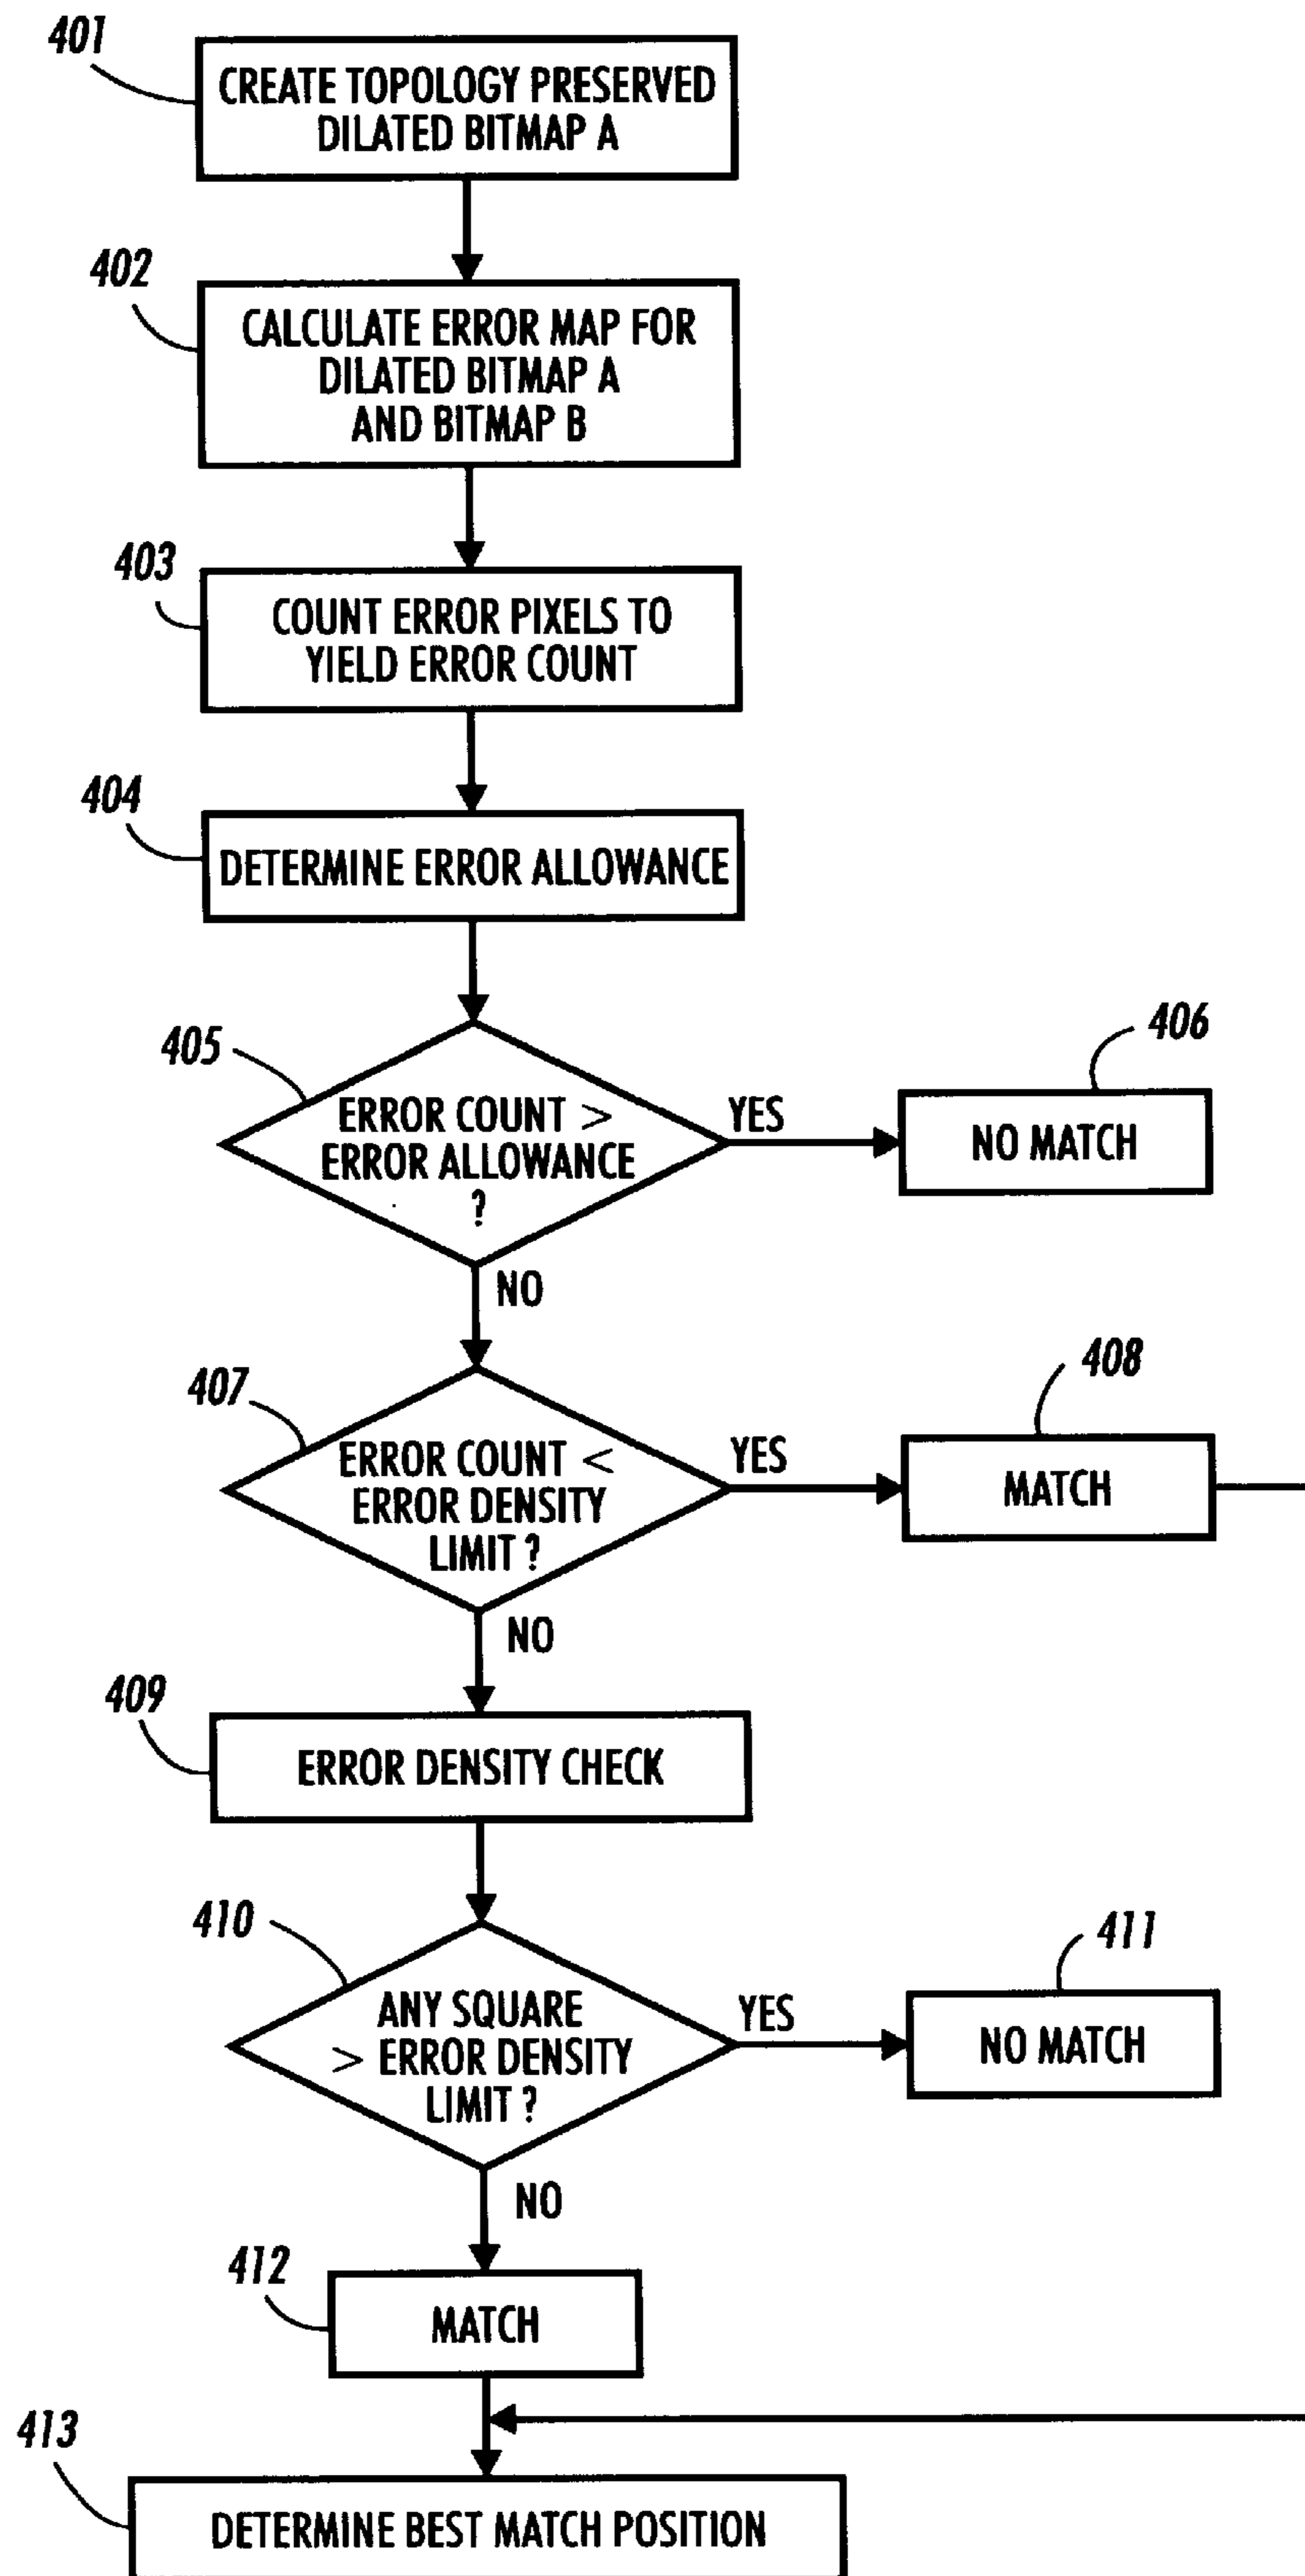 401
CREATE TOPOLOGY PRESERVED
DILATED BITMAP A
402
CALCULATE ERROR MAP FOR
DILATED BITMAP A
AND BITMAP B
403
COUNT ERROR PIXELS TO
YIELD ERROR COUNT
404
DETERMINE ERROR ALLOWANCE
405
ERROR COUNT >
ERROR ALLOWANCE
?
YES
406
NO MATCH
NO
407
ERROR COUNT <
ERROR DENSITY
LIMIT ?
YES
408
MATCH
NO
409
ERROR DENSITY CHECK
410
ANY SQUARE
> ERROR DENSITY
LIMIT ?
YES
411
NO MATCH
NO
412
MATCH
413
DETERMINE BEST MATCH POSITION